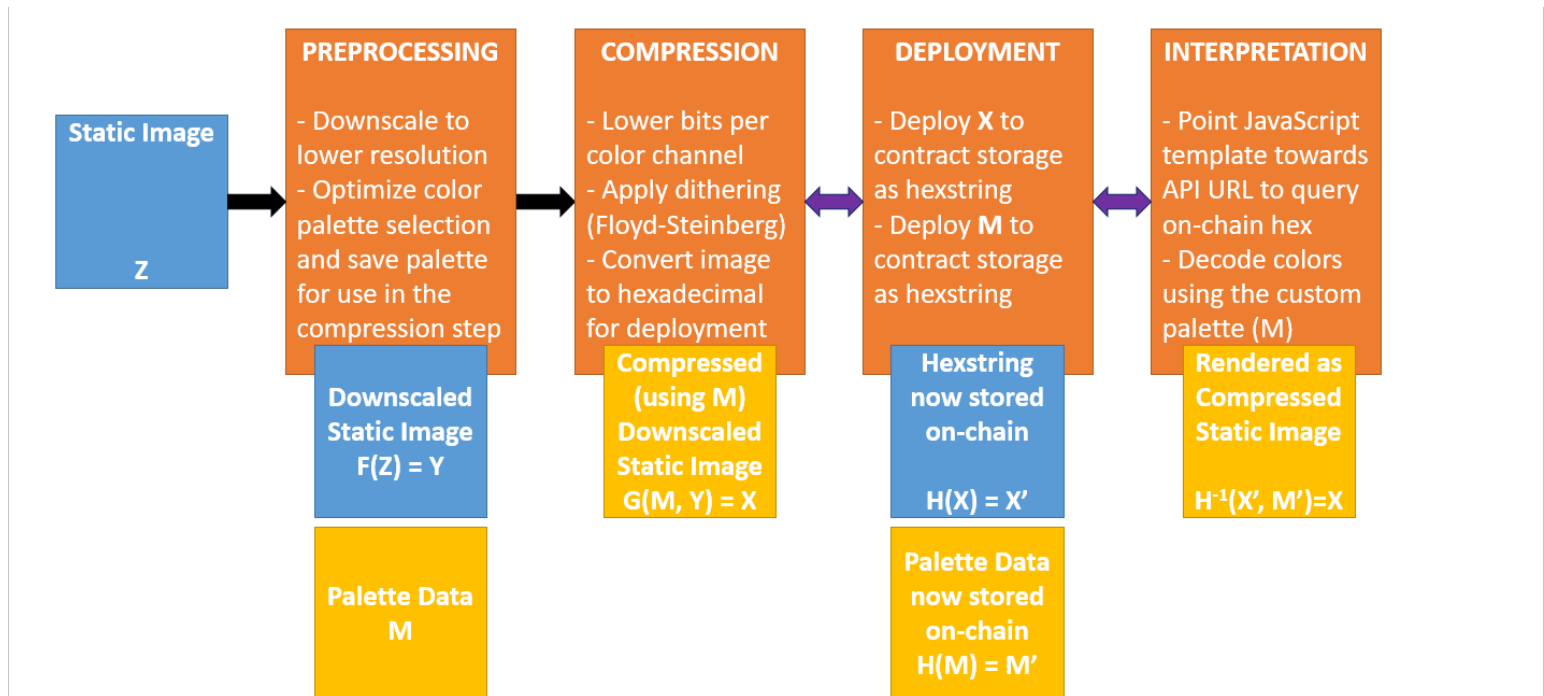 Static Image
Z
PREPROCESSING
- Downscale to
lower resolution
- Optimize color
palette selection
and save palette
for use in the
compression step
Downscaled
Static Image
F(Z) = Y
Palette Data
M
COMPRESSION
- Lower bits per
color channel
- Apply dithering
(Floyd-Steinberg)
- Convert image
to hexadecimal
for deployment
Compressed
(using M)
Downscaled
Static Image
G(M, Y) = X
DEPLOYMENT
- Deploy X to
contract storage
as hexstring
- Deploy M to
contract storage
as hexstring
Hexstring
now stored
on-chain
H(X) = X’
Palette Data
now stored
on-chain
H(M) = M’
INTERPRETATION
- Point JavaScript
template towards
API URL to query
on-chain hex
- Decode colors
using the custom
palette (M)
Rendered as
Compressed
Static Image
H⁻¹(X’, M’)=X